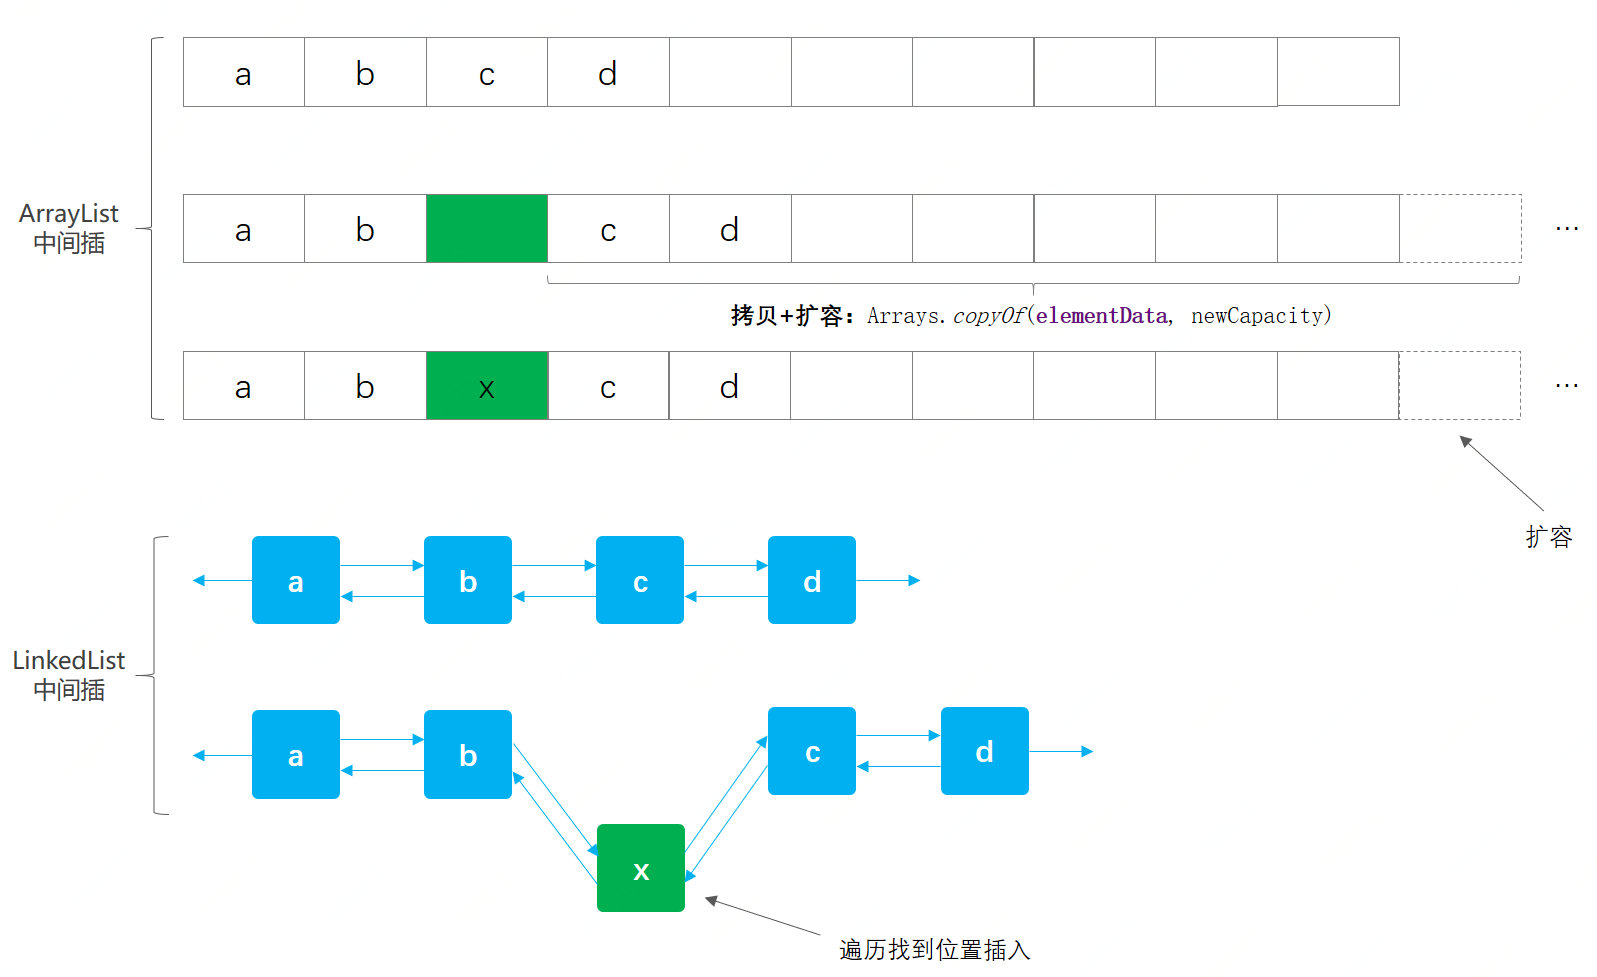 a b c d
ArrayList
中间插
a b c d …
拷贝+扩容：Arrays.copyOf(elementData, newCapacity)
a b x c d …
扩容
a b c d
LinkedList
中间插
a b c d
x
遍历找到位置插入